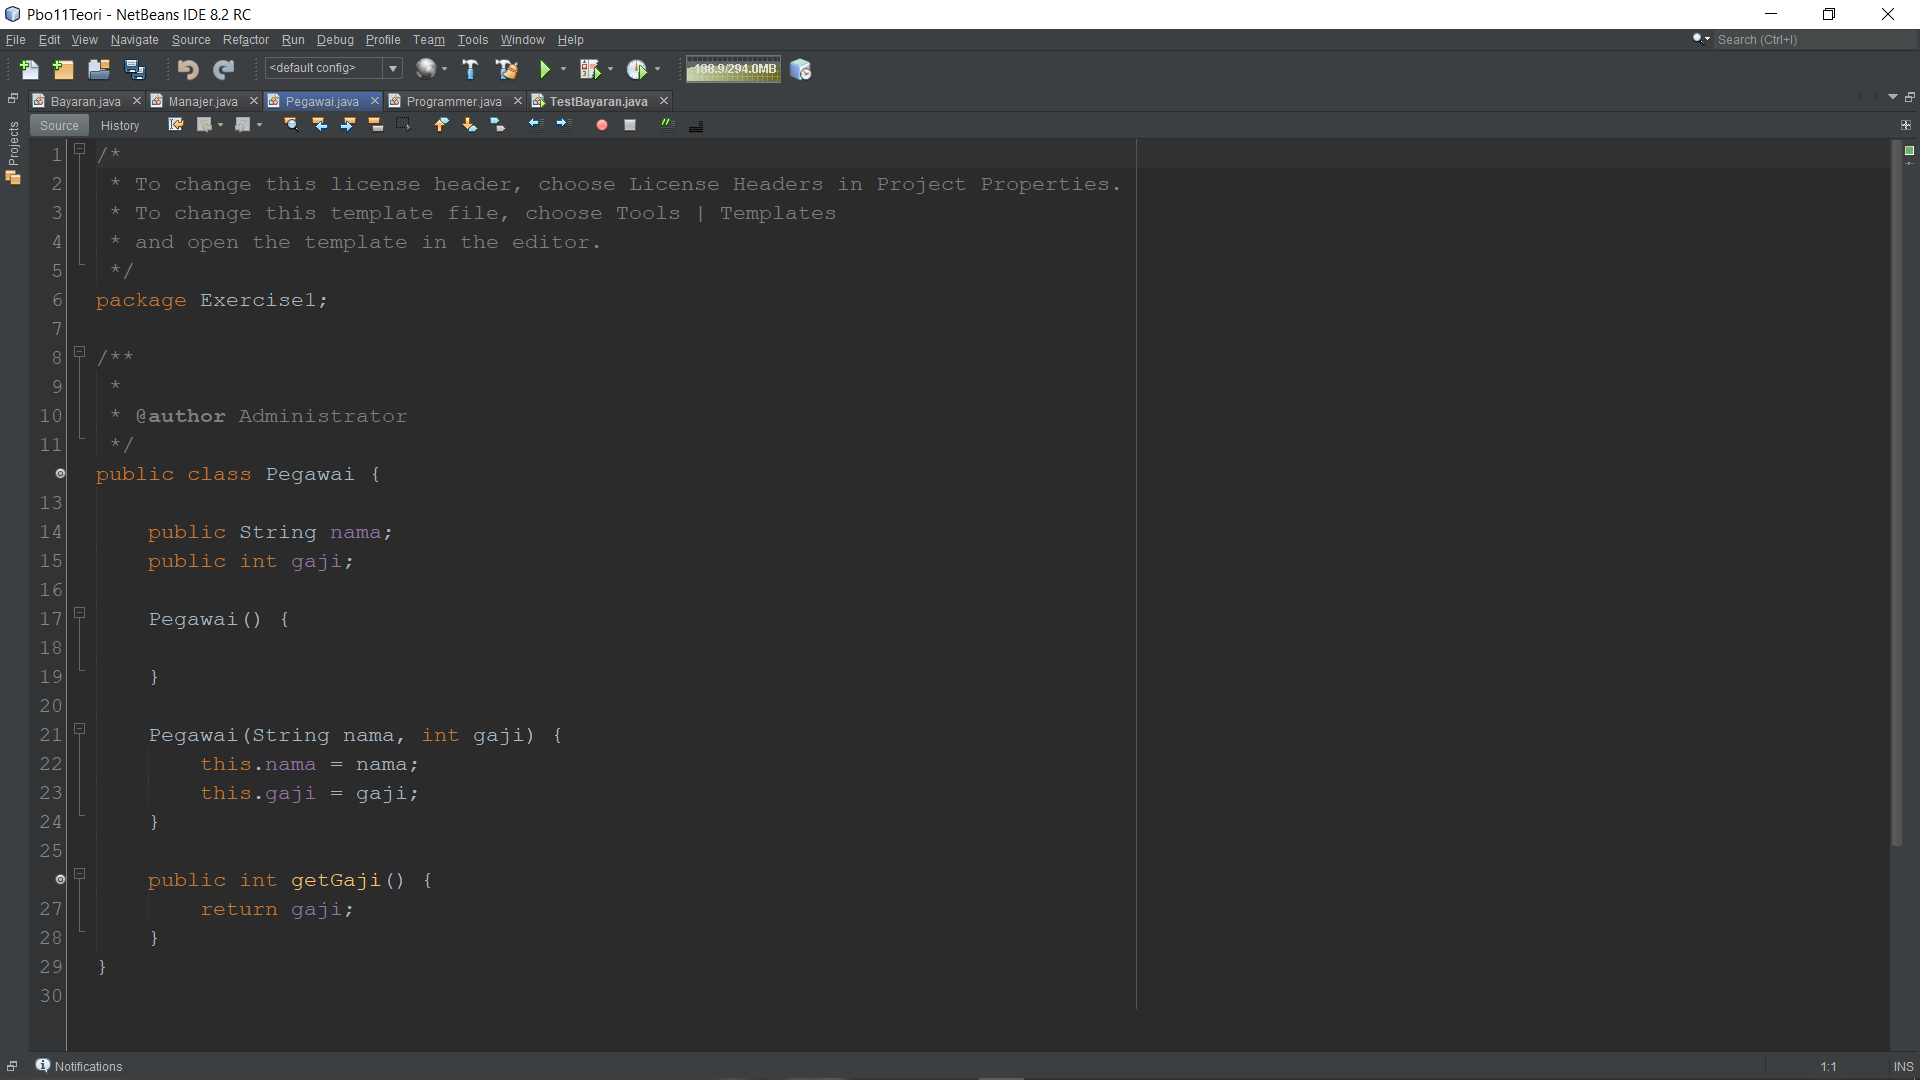 Pbo11Teori - NetBeans IDE 8.2 RC
File Edit View Navigate Source Refactor Run Debug Profile Team Tools Window Help
Search (Ctrl+I)
<default config>
188.9/294.0MB
Bayaran.java Manajer.java Pegawai.java Programmer.java TestBayaran.java
Source History
Projects
1 /*
2 * To change this license header, choose License Headers in Project Properties.
3 * To change this template file, choose Tools | Templates
4 * and open the template in the editor.
5 */
6 package Exercise1;
7
8 /**
9 *
10 * @author Administrator
11 */
public class Pegawai {
13
14 public String nama;
15 public int gaji;
16
17 Pegawai() {
18
19 }
20
21 Pegawai(String nama, int gaji) {
22 this.nama = nama;
23 this.gaji = gaji;
24 }
25
public int getGaji() {
27 return gaji;
28 }
29 }
30
Notifications
1:1 INS